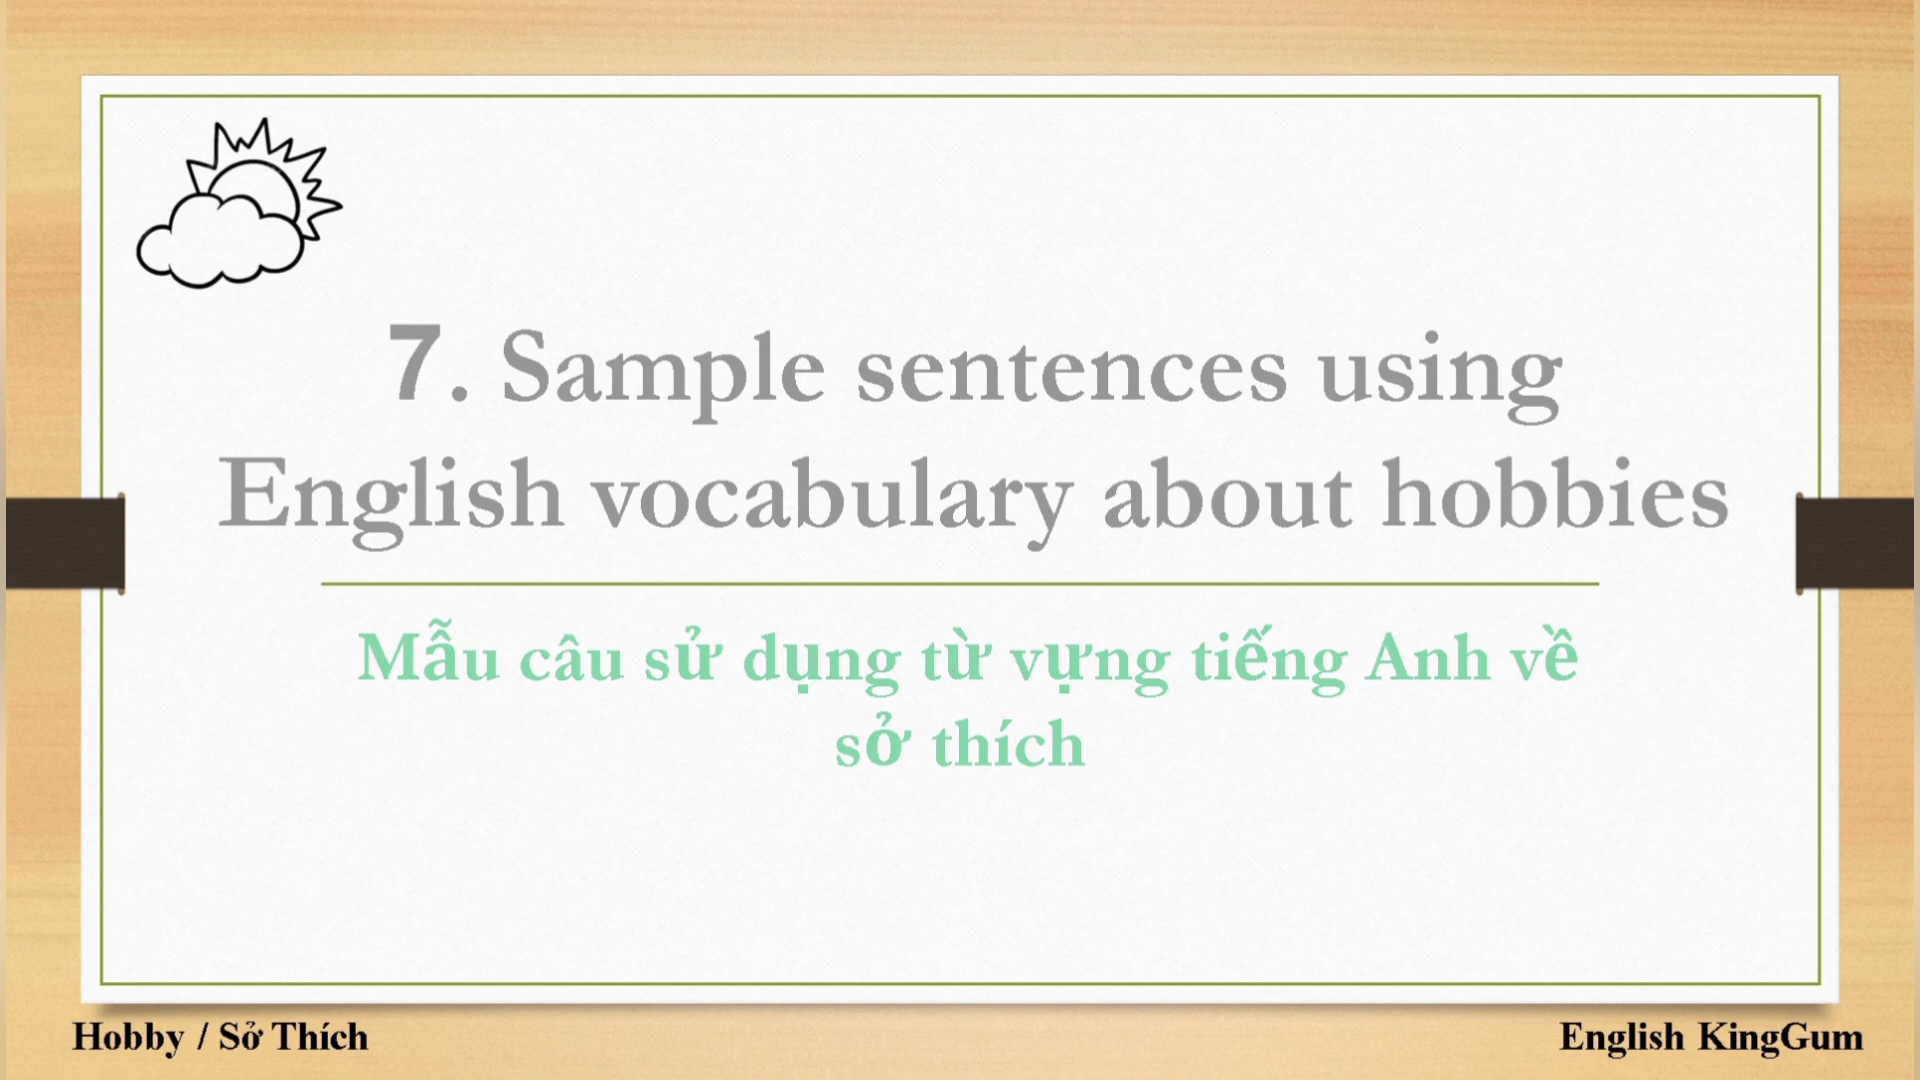 7. Sample sentences using
English vocabulary about hobbies
Mẫu câu sử dụng từ vựng tiếng Anh về
sở thích
Hobby / Sở Thích
English KingGum